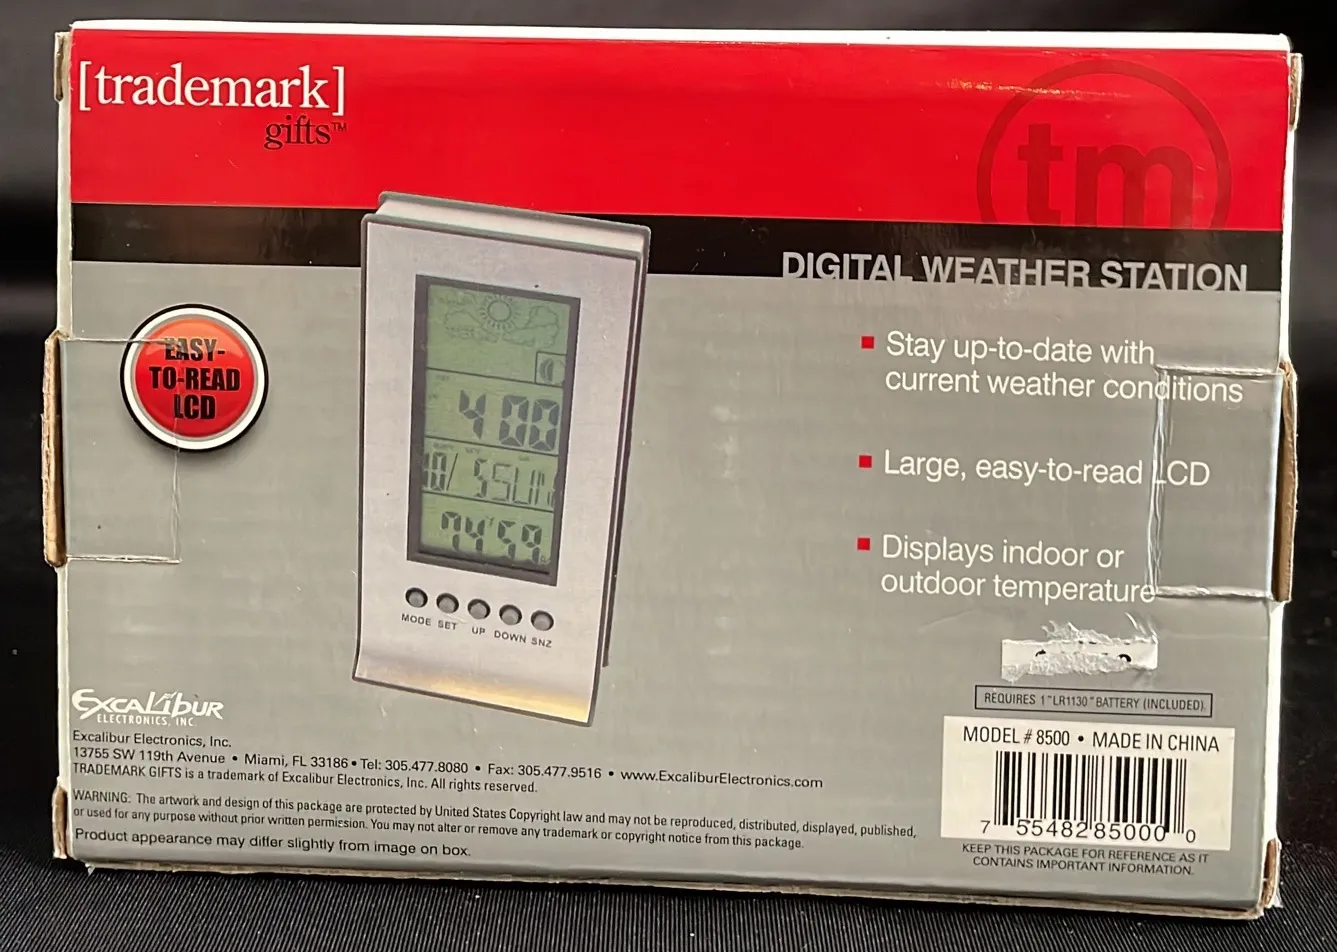 [trademark]
gifts™
tm
DIGITAL WEATHER STATION
EASY-
TO-READ
LCD
Stay up-to-date with
current weather conditions
Large, easy-to-read LCD
Displays indoor or
outdoor temperature
4 00
10/ 5SUN
74°59
MODE SET UP DOWN SNZ
REQUIRES 1 "LR1130" BATTERY (INCLUDED).
MODEL # 8500 • MADE IN CHINA
7 55482 85000 0
KEEP THIS PACKAGE FOR REFERENCE AS IT
CONTAINS IMPORTANT INFORMATION.
EXCALIBUR
ELECTRONICS, INC.
Excalibur Electronics, Inc.
13755 SW 119th Avenue • Miami, FL 33186 • Tel: 305.477.8080 • Fax: 305.477.9516 • www.ExcaliburElectronics.com
TRADEMARK GIFTS is a trademark of Excalibur Electronics, Inc. All rights reserved.
WARNING: The artwork and design of this package are protected by United States Copyright law and may not be reproduced, distributed, displayed, published,
or used for any purpose without prior written permission. You may not alter or remove any trademark or copyright notice from this package.
Product appearance may differ slightly from image on box.